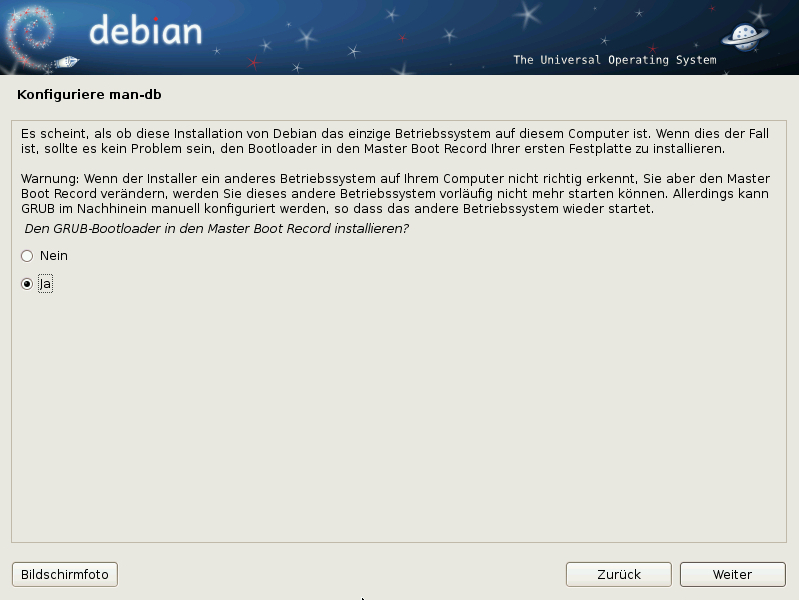 debian
The Universal Operating System
Konfiguriere man-db
Es scheint, als ob diese Installation von Debian das einzige Betriebssystem auf diesem Computer ist. Wenn dies der Fall
ist, sollte es kein Problem sein, den Bootloader in den Master Boot Record Ihrer ersten Festplatte zu installieren.
Warnung: Wenn der Installer ein anderes Betriebssystem auf Ihrem Computer nicht richtig erkennt, Sie aber den Master
Boot Record verändern, werden Sie dieses andere Betriebssystem vorläufig nicht mehr starten können. Allerdings kann
GRUB im Nachhinein manuell konfiguriert werden, so dass das andere Betriebssystem wieder startet.
Den GRUB-Bootloader in den Master Boot Record installieren?
Nein
Ja
Bildschirmfoto
Zurück
Weiter